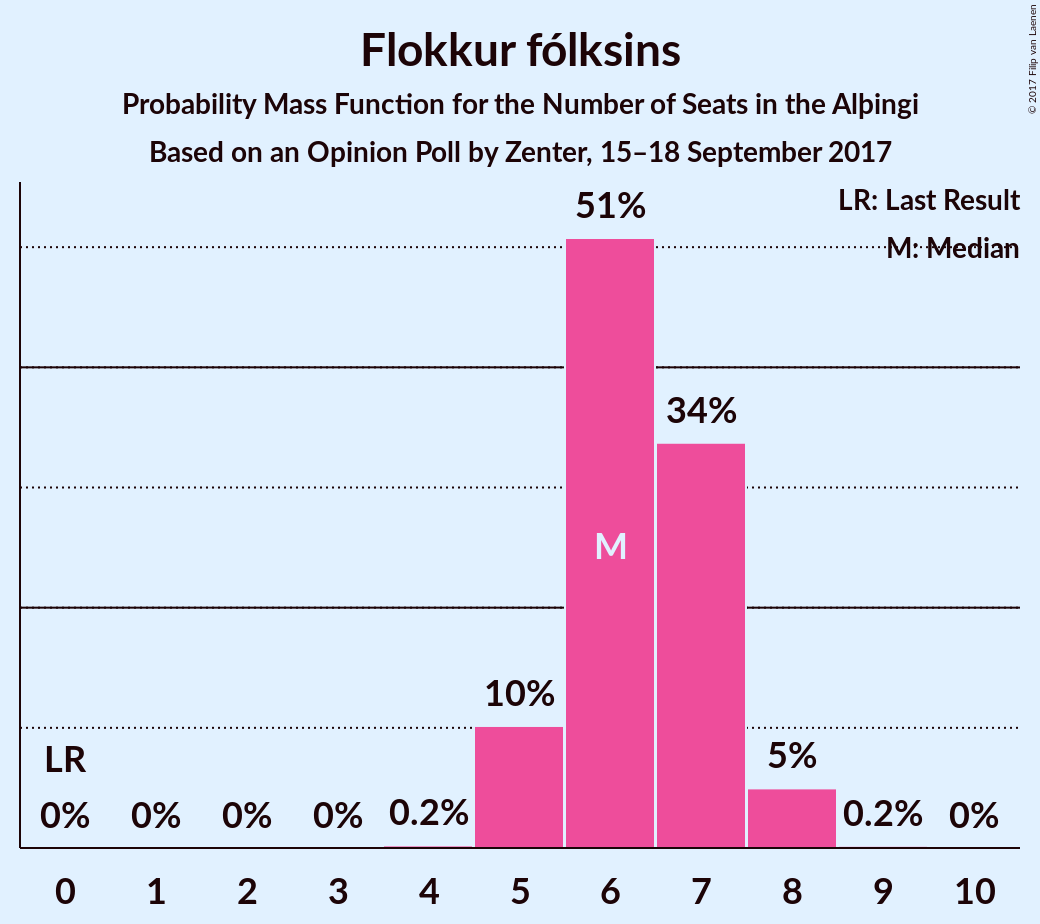 Flokkur fólksins
Probability Mass Function for the Number of Seats in the Alþingi
Based on an Opinion Poll by Zenter, 15–18 September 2017
© 2017 Filip van Laenen
LR: Last Result
M: Median
51%
34%
M
10%
5%
LR
0% 0% 0% 0% 0.2% 0.2% 0%
0 1 2 3 4 5 6 7 8 9 10